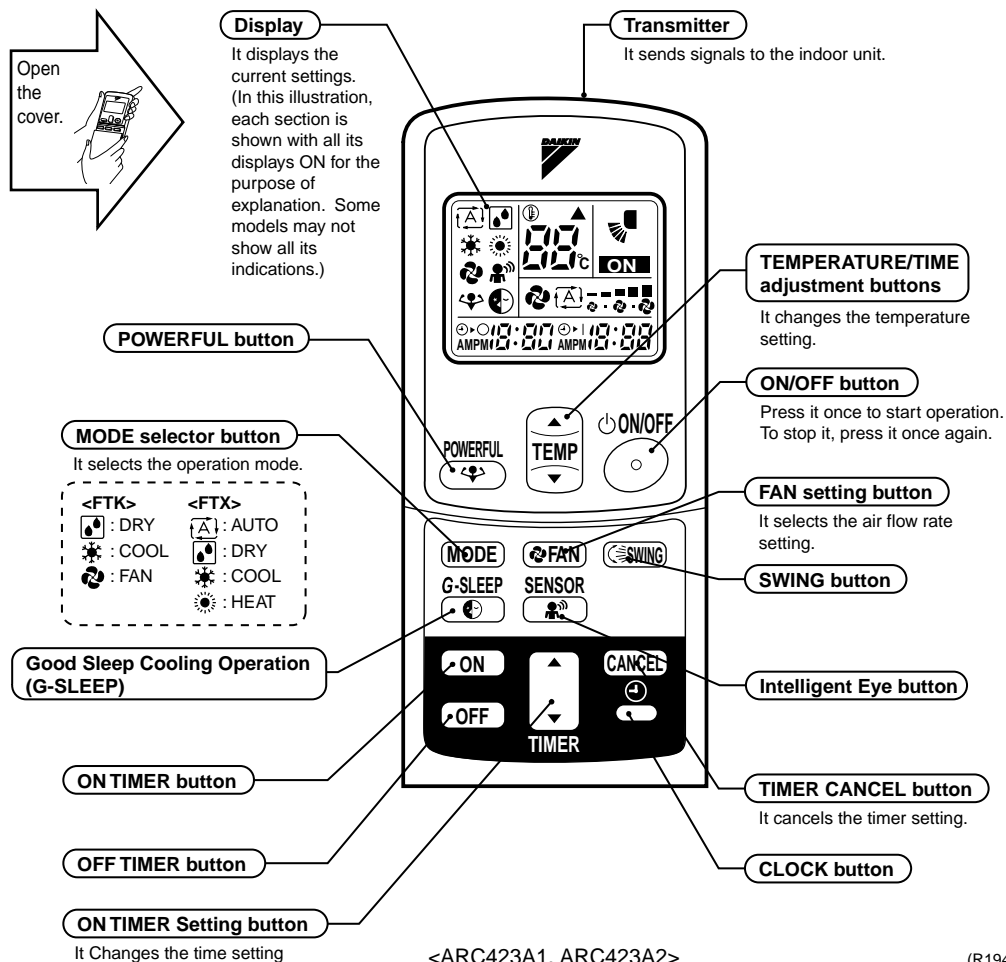 Open
the
cover.
Display
It displays the
current settings.
(In this illustration,
each section is
shown with all its
displays ON for the
purpose of
explanation. Some
models may not
show all its
indications.)
Transmitter
It sends signals to the indoor unit.
DAIKIN
A
88°C
ON
A
AMPM18:80 AMPM18:80
POWERFUL button
MODE selector button
It selects the operation mode.
<FTK> <FTX>
: DRY A : AUTO
: COOL : DRY
: FAN : COOL
: HEAT
Good Sleep Cooling Operation
(G-SLEEP)
ON TIMER button
OFF TIMER button
ON TIMER Setting button
It Changes the time setting
POWERFUL
TEMP
ON/OFF
MODE FAN SWING
G-SLEEP SENSOR
ON CANCEL
OFF
TIMER
TEMPERATURE/TIME
adjustment buttons
It changes the temperature
setting.
ON/OFF button
Press it once to start operation.
To stop it, press it once again.
FAN setting button
It selects the air flow rate
setting.
SWING button
Intelligent Eye button
TIMER CANCEL button
It cancels the timer setting.
CLOCK button
<ARC423A1, ARC423A2>
(R194